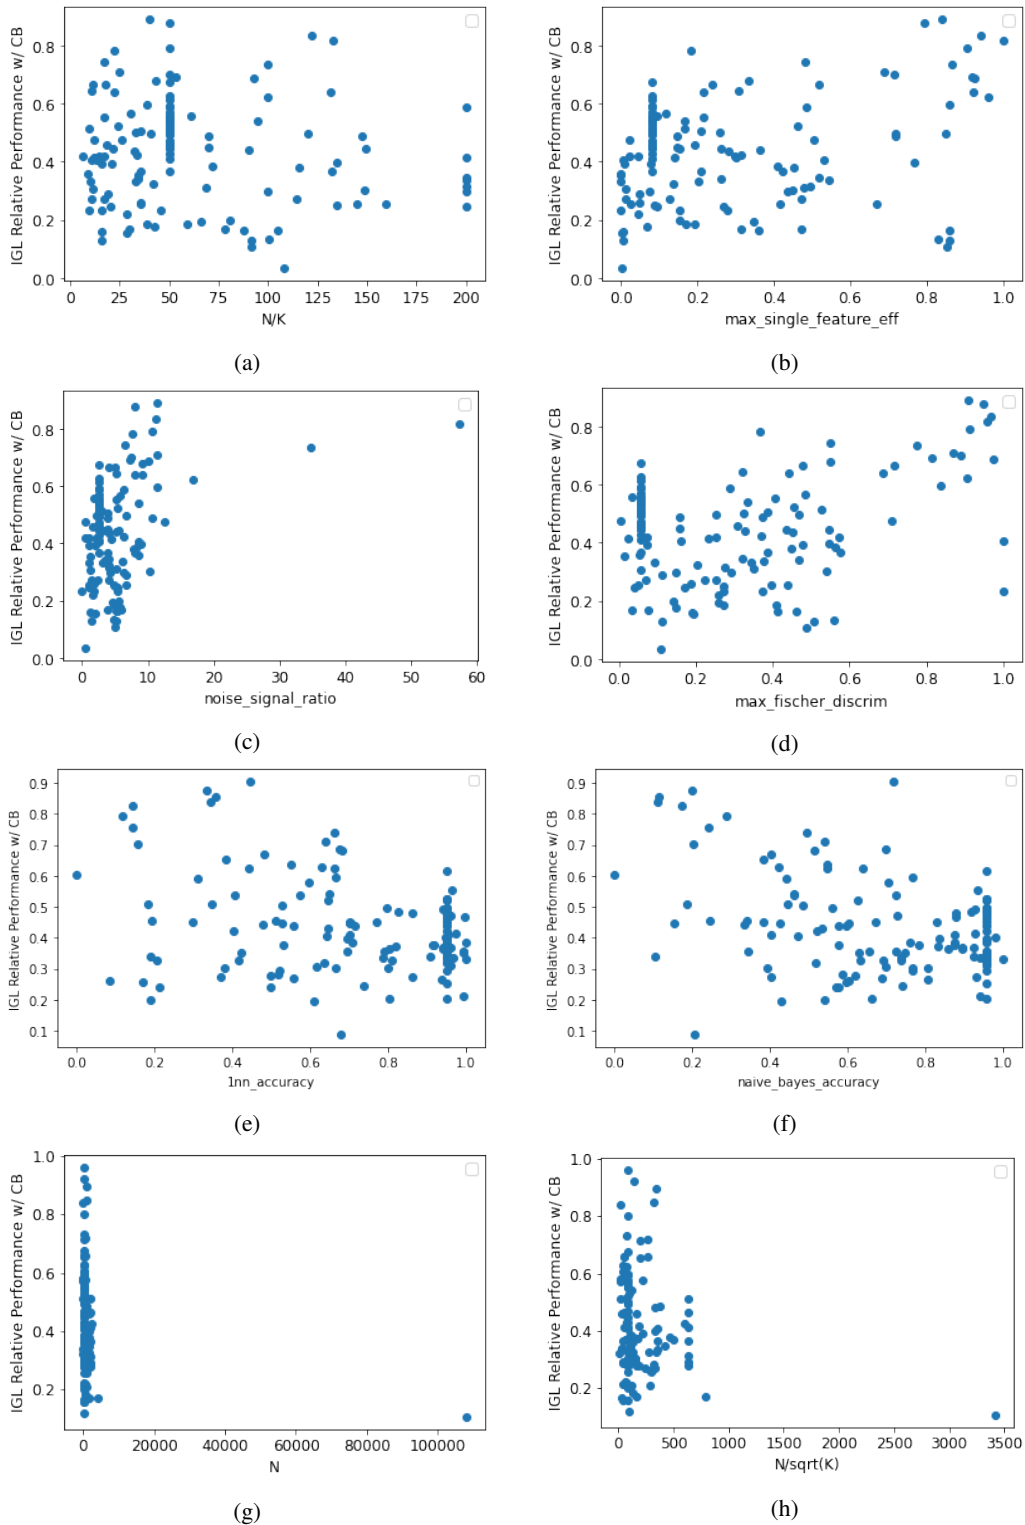 IGL Relative Performance w/ CB
0.8
0.6
0.4
0.2
0.0
0 25 50 75 100 125 150 175 200
N/K
(a)
IGL Relative Performance w/ CB
0.8
0.6
0.4
0.2
0.0
0.0 0.2 0.4 0.6 0.8 1.0
max_single_feature_eff
(b)
IGL Relative Performance w/ CB
0.8
0.6
0.4
0.2
0.0
0 10 20 30 40 50 60
noise_signal_ratio
(c)
IGL Relative Performance w/ CB
0.8
0.6
0.4
0.2
0.0
0.0 0.2 0.4 0.6 0.8 1.0
max_fischer_discrim
(d)
IGL Relative Performance w/ CB
0.9
0.8
0.7
0.6
0.5
0.4
0.3
0.2
0.1
0.0 0.2 0.4 0.6 0.8 1.0
1nn_accuracy
(e)
IGL Relative Performance w/ CB
0.9
0.8
0.7
0.6
0.5
0.4
0.3
0.2
0.1
0.0 0.2 0.4 0.6 0.8 1.0
naive_bayes_accuracy
(f)
IGL Relative Performance w/ CB
1.0
0.8
0.6
0.4
0.2
0 20000 40000 60000 80000 100000
N
(g)
IGL Relative Performance w/ CB
1.0
0.8
0.6
0.4
0.2
0 500 1000 1500 2000 2500 3000 3500
N/sqrt(K)
(h)